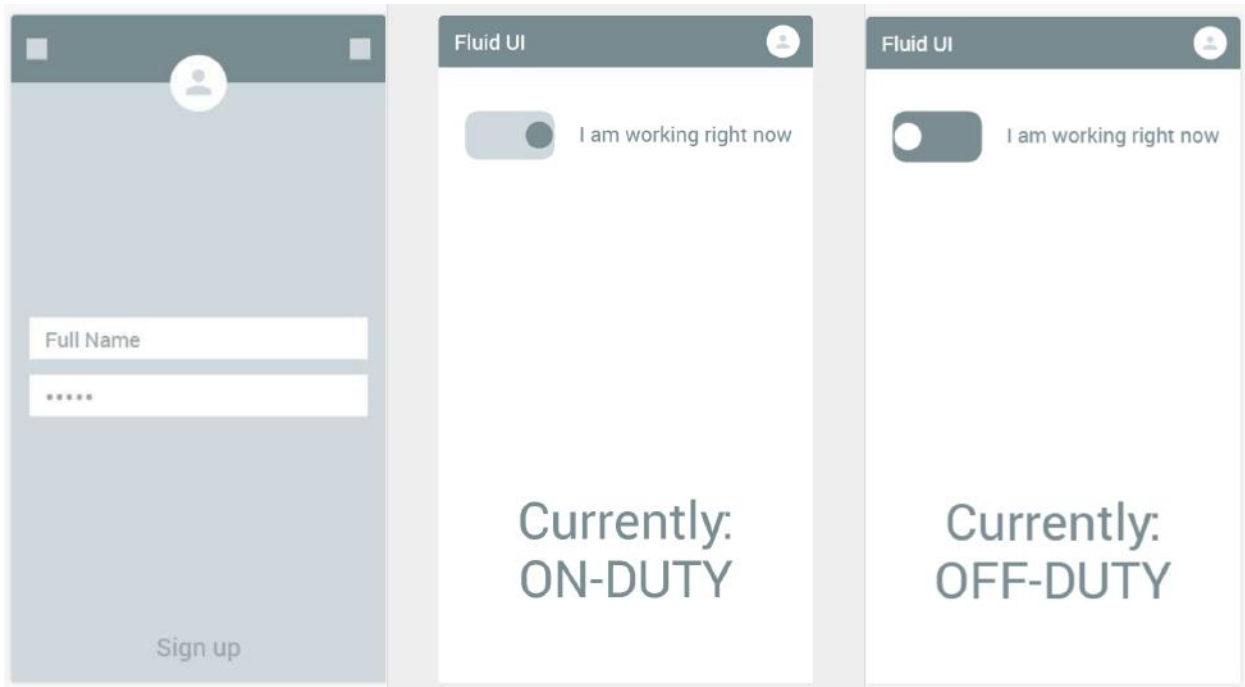 Full Name
•••••
Sign up
Fluid UI
I am working right now
Currently:
ON-DUTY
Fluid UI
I am working right now
Currently:
OFF-DUTY